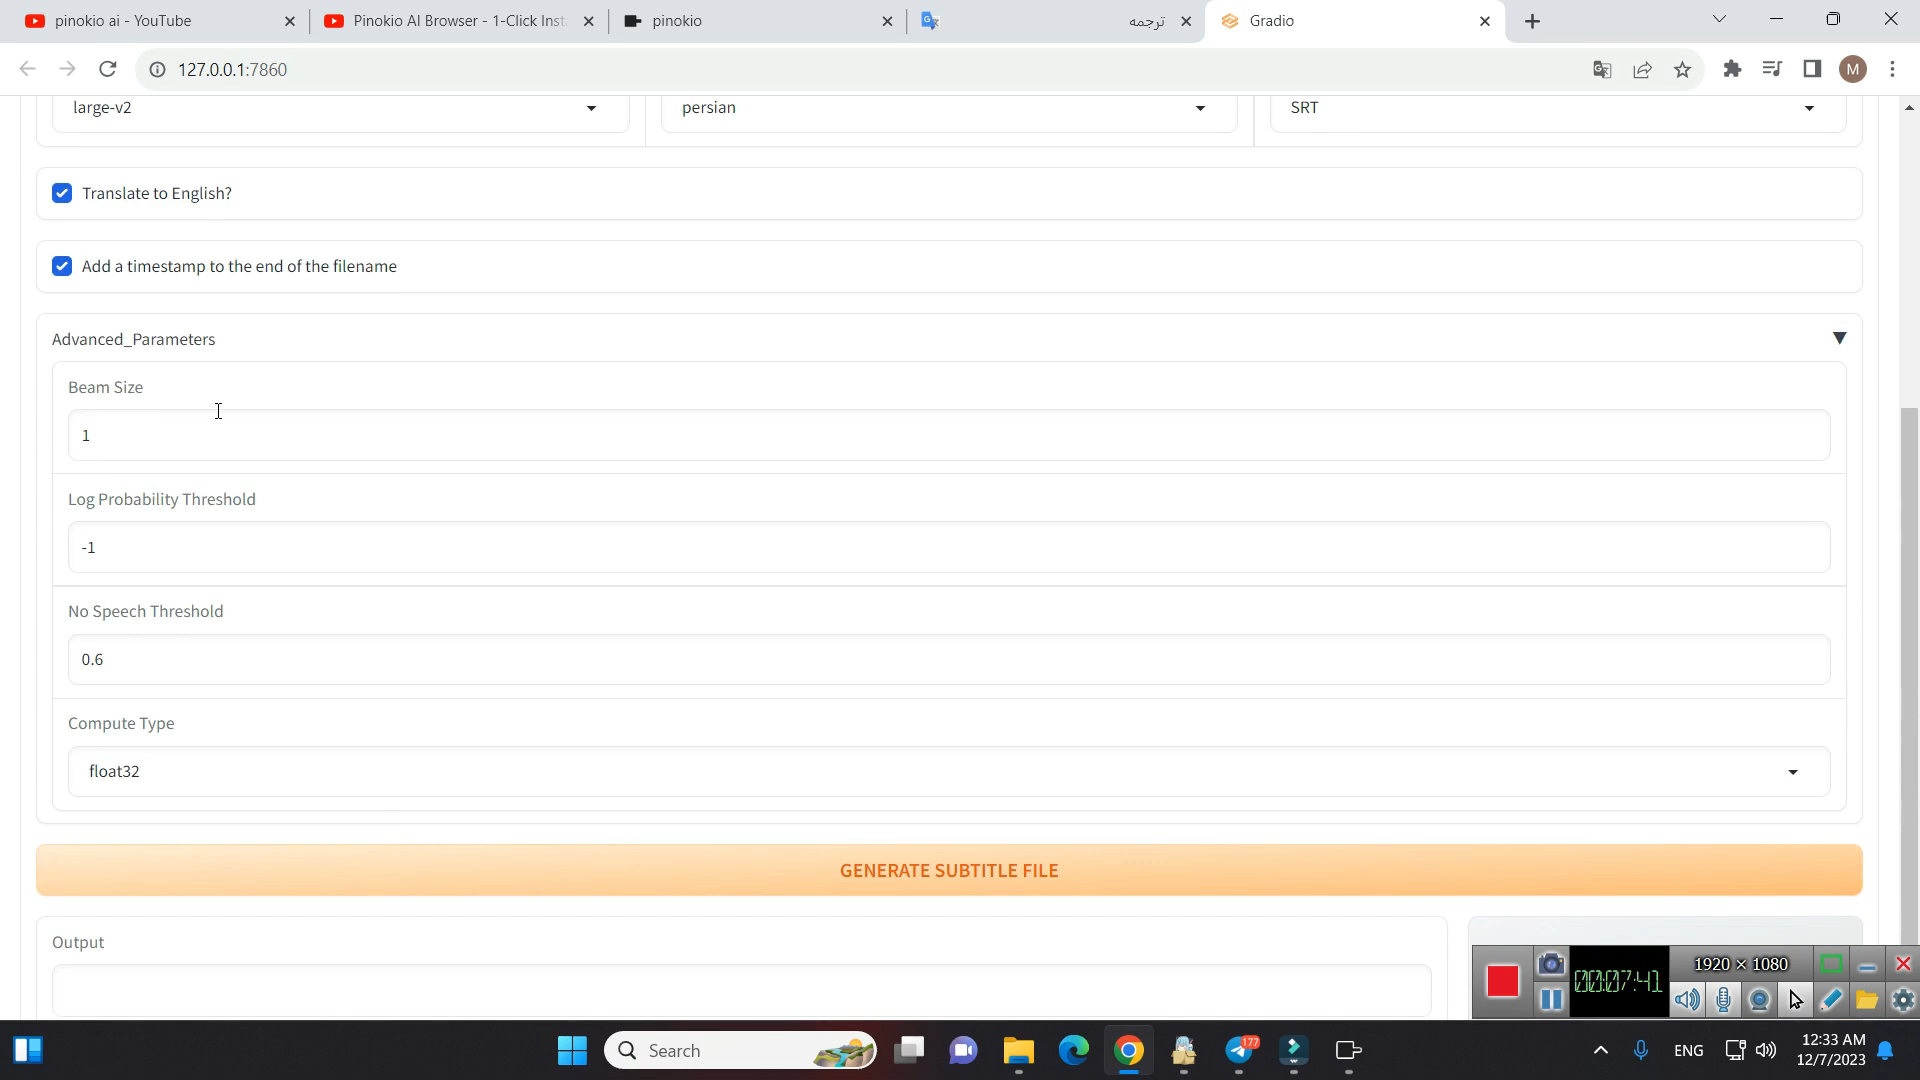 pinokio ai - YouTube
Pinokio AI Browser - 1-Click Inst
pinokio
ترجمه
Gradio
127.0.0.1:7860
M
large-v2
persian
SRT
Translate to English?
Add a timestamp to the end of the filename
Advanced_Parameters
Beam Size
1
Log Probability Threshold
-1
No Speech Threshold
0.6
Compute Type
float32
GENERATE SUBTITLE FILE
Output
1920 × 1080
00:07:41
Search
177
ENG
12:33 AM
12/7/2023